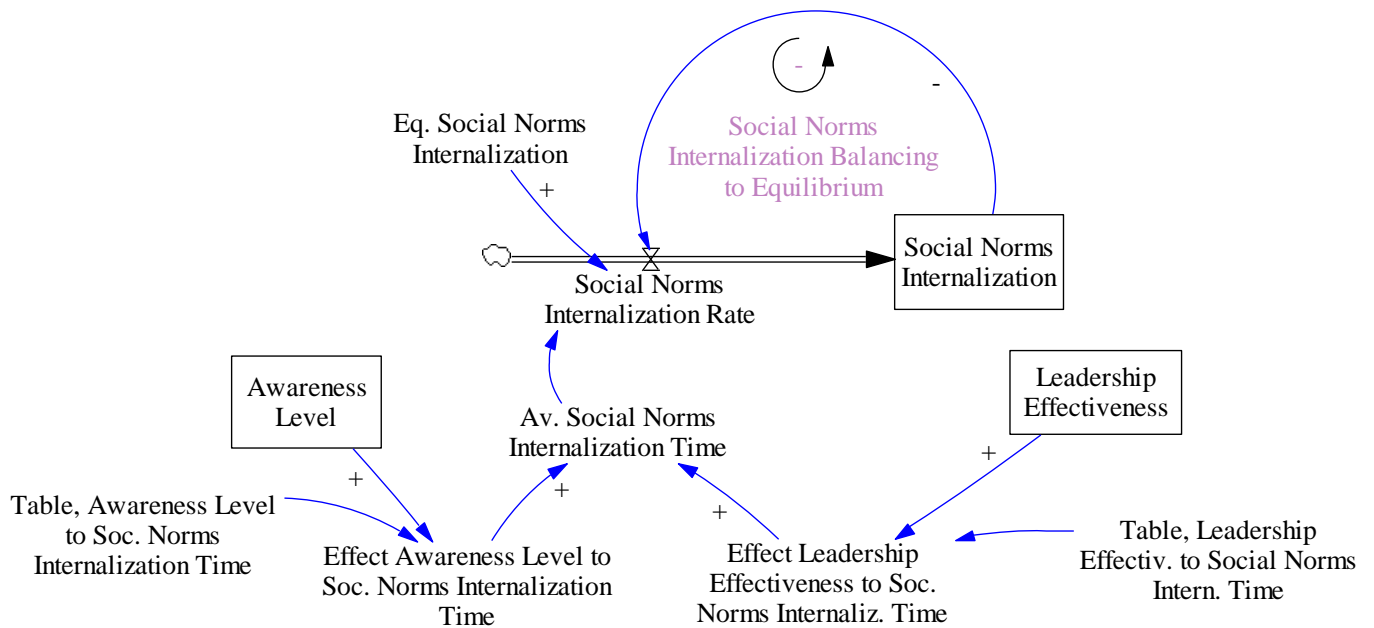 -
-
Eq. Social Norms
Internalization
Social Norms
Internalization Balancing
to Equilibrium
+
Social Norms
Internalization
Social Norms
Internalization Rate
Awareness
Level
Leadership
Effectiveness
Av. Social Norms
Internalization Time
+
+
+
+
Table, Awareness Level
to Soc. Norms
Internalization Time
Effect Awareness Level to
Soc. Norms Internalization
Time
Effect Leadership
Effectiveness to Soc.
Norms Internaliz. Time
Table, Leadership
Effectiv. to Social Norms
Intern. Time